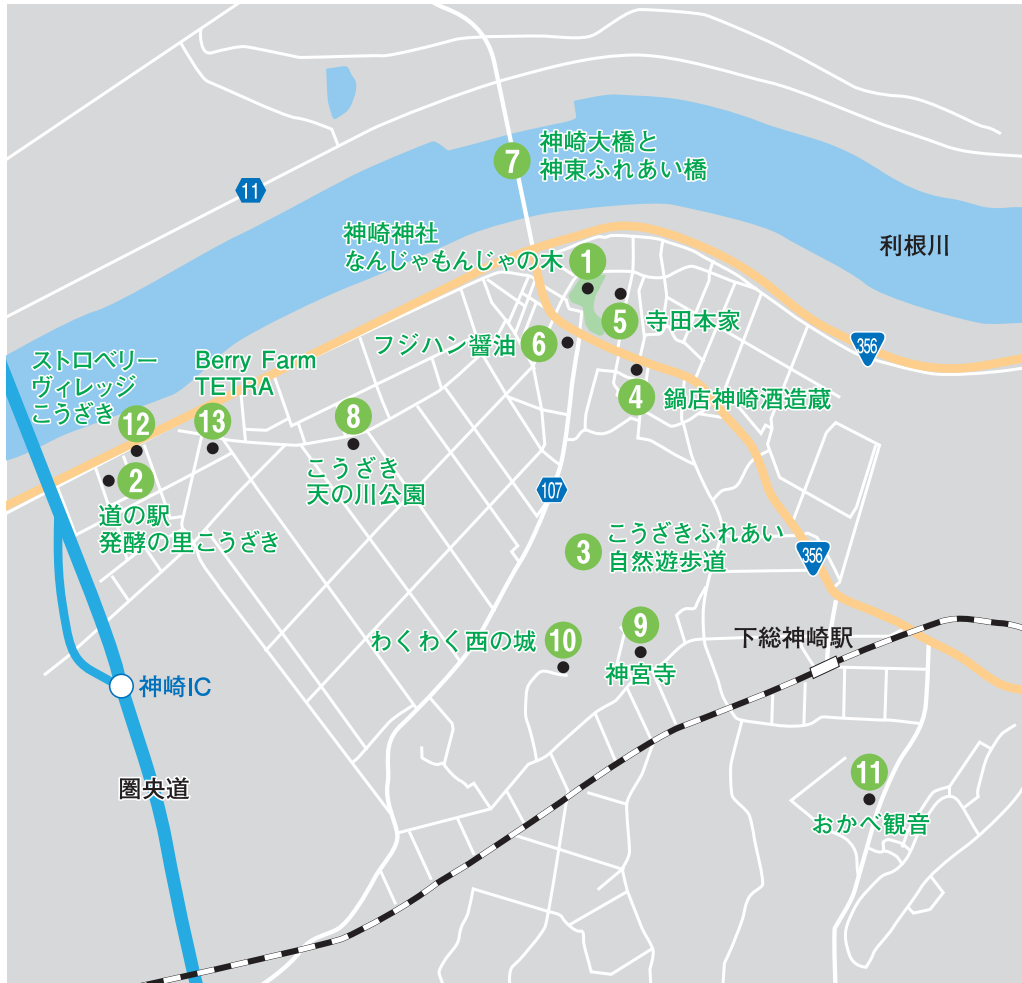 神崎大橋と
神東ふれあい橋
7
11
神崎神社
なんじゃもんじゃの木
1
利根川
5
寺田本家
フジハン醤油
6
356
ストロベリー
ヴィレッジ
こうざき
12
Berry Farm
TETRA
13
8
こうざき
天の川公園
4
鍋店神崎酒造蔵
2
道の駅
発酵の里こうざき
107
3
こうざきふれあい
自然遊歩道
356
わくわく西の城
10
9
神宮寺
下総神崎駅
神崎IC
圏央道
11
おかべ観音